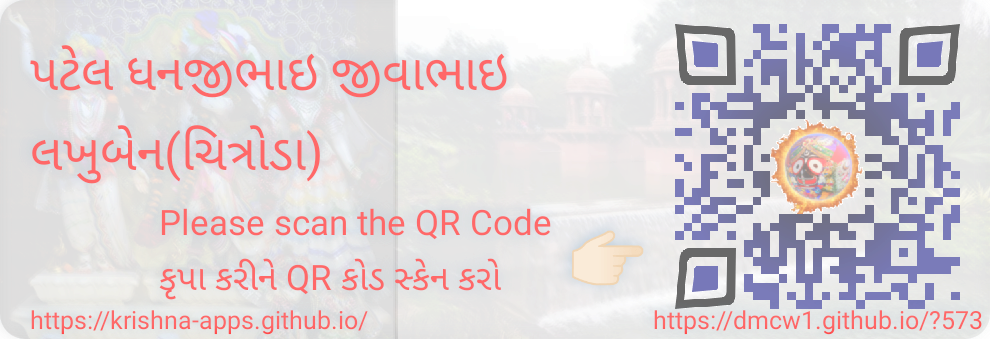 પટેલ ધનજીભાઇ જીવાભાઇ
લખુબેન(ચિત્રોડા)
Please scan the QR Code
કૃપા કરીને QR કોડ સ્કેન કરો
https://krishna-apps.github.io/
https://dmcw1.github.io/?573